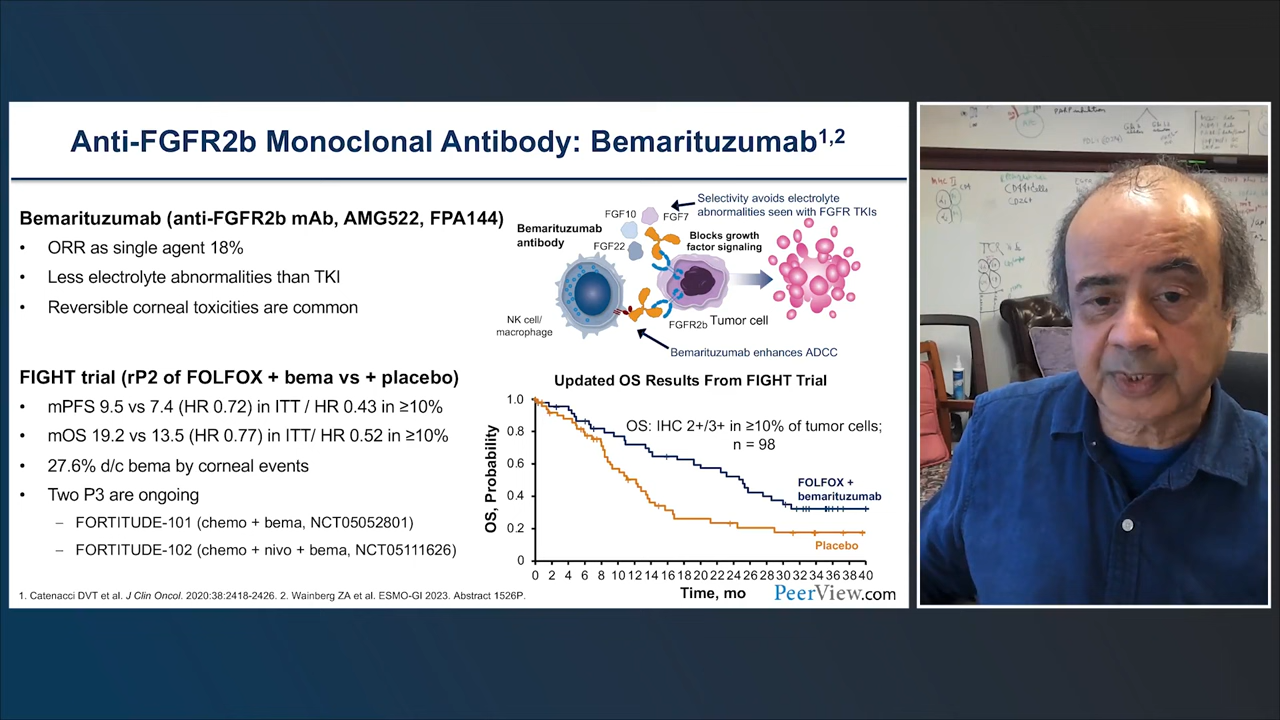 Anti-FGFR2b Monoclonal Antibody: Bemarituzumab1,2
Bemarituzumab (anti-FGFR2b mAb, AMG522, FPA144)
• ORR as single agent 18%
• Less electrolyte abnormalities than TKI
• Reversible corneal toxicities are common
FIGHT trial (rP2 of FOLFOX + bema vs + placebo)
• mPFS 9.5 vs 7.4 (HR 0.72) in ITT / HR 0.43 in ≥10%
• mOS 19.2 vs 13.5 (HR 0.77) in ITT/ HR 0.52 in ≥10%
• 27.6% d/c bema by corneal events
• Two P3 are ongoing
– FORTITUDE-101 (chemo + bema, NCT05052801)
– FORTITUDE-102 (chemo + nivo + bema, NCT05111626)
Selectivity avoids electrolyte
abnormalities seen with FGFR TKIs
FGF10
FGF7
Bemarituzumab
antibody
FGF22
Blocks growth
factor signaling
NK cell/
macrophage
FGFR2b
Tumor cell
Bemarituzumab enhances ADCC
Updated OS Results From FIGHT Trial
OS, Probability
1.0
0.8
0.6
0.4
0.2
0
OS: IHC 2+/3+ in ≥10% of tumor cells;
n = 98
FOLFOX +
bemarituzumab
Placebo
0 2 4 6 8 10 12 14 16 18 20 22 24 26 28 30 32 34 36 38 40
Time, mo
PeerView.com
1. Catenacci DVT et al. J Clin Oncol. 2020:38:2418-2426. 2. Wainberg ZA et al. ESMO-GI 2023. Abstract 1526P.
MHC II
CD4+cells
CD26+
TCR